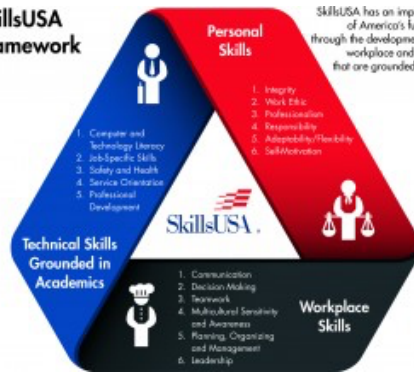 illsUSA
amework
SkillsUSA has an imp
of America's fu
through the developmen
workplace and
that are grounded
Personal
Skills
1. Integrity
2. Work Ethic
3. Professionalism
4. Responsibility
5. Adaptability/Flexibility
6. Self-Motivation
1. Computer and
Technology Literacy
2. Job-Specific Skills
3. Safety and Health
4. Service Orientation
5. Professional
Development
SkillsUSA®
Technical Skills
Grounded in
Academics
1. Communication
2. Decision Making
3. Teamwork
4. Multicultural Sensitivity
and Awareness
5. Planning, Organizing
and Management
6. Leadership
Workplace
Skills